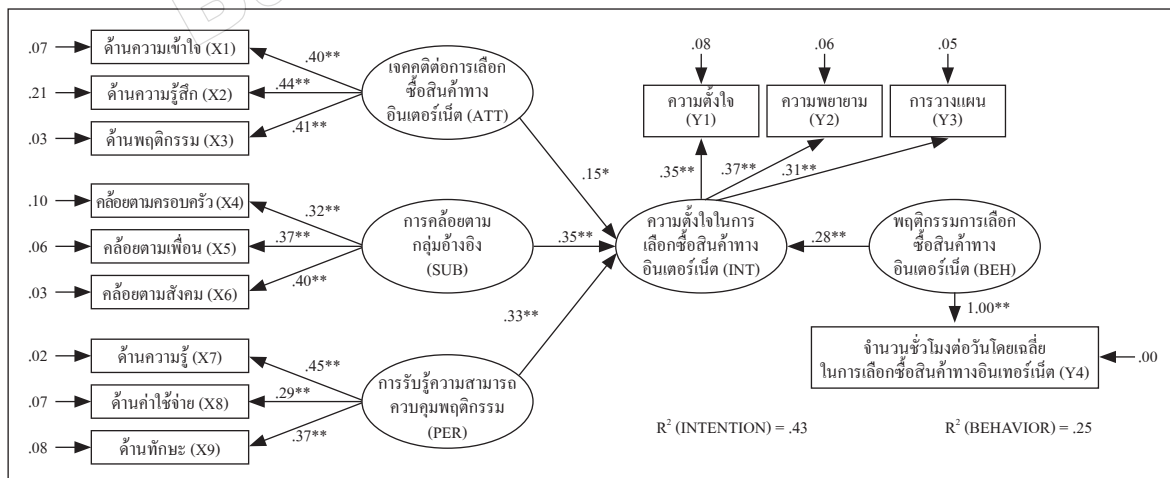 .07
ด้านความเข้าใจ (X1)
.40**
.21
ด้านความรู้สึก (X2)
.44**
.03
ด้านพฤติกรรม (X3)
.41**
เจคคติต่อการเลือก
ซื้อสินค้าทาง
อินเตอร์เน็ต (ATT)
.15*
.10
คล้อยตามครอบครัว (X4)
.32**
.06
คล้อยตามเพื่อน (X5)
.37**
.03
คล้อยตามสังคม (X6)
.40**
การคล้อยตาม
กลุ่มอ้างอิง
(SUB)
.35**
.02
ด้านความรู้ (X7)
.45**
.07
ด้านค่าใช้จ่าย (X8)
.29**
.08
ด้านทักษะ (X9)
.37**
การรับรู้ความสามารถ
ควบคุมพฤติกรรม
(PER)
.33**
.08
ความตั้งใจ
(Y1)
.35**
.06
ความพยายาม
(Y2)
.37**
.05
การวางแผน
(Y3)
.31**
ความตั้งใจในการ
เลือกซื้อสินค้าทาง
อินเตอร์เน็ต (INT)
.28**
พฤติกรรมการเลือก
ซื้อสินค้าทาง
อินเตอร์เน็ต (BEH)
1.00**
จำนวนชั่วโมงต่อวันโดยเฉลี่ย
ในการเลือกซื้อสินค้าทางอินเทอร์เน็ต (Y4)
.00
R² (INTENTION) = .43
R² (BEHAVIOR) = .25